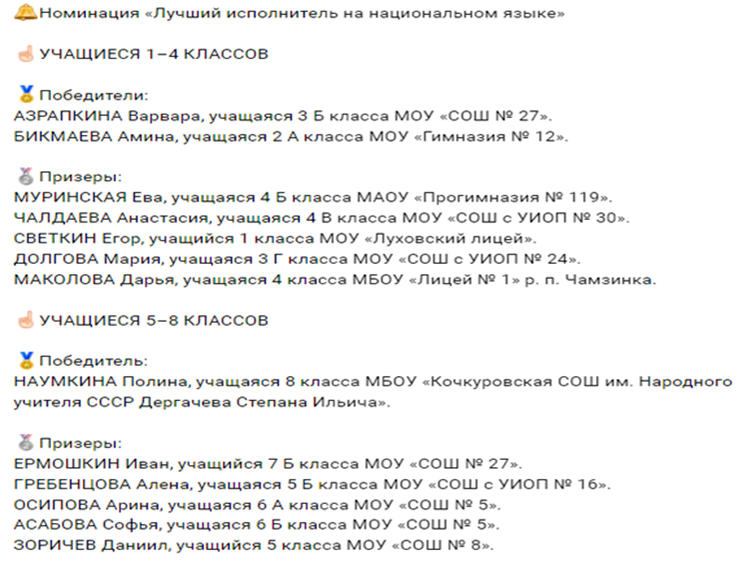 🔔Номинация «Лучший исполнитель на национальном языке»
☝🏻УЧАЩИЕСЯ 1–4 КЛАССОВ
🏅Победители:
АЗРАПКИНА Варвара, учащаяся 3 Б класса МОУ «СОШ № 27».
БИКМАЕВА Амина, учащаяся 2 А класса МОУ «Гимназия № 12».
🥈Призеры:
МУРИНСКАЯ Ева, учащаяся 4 Б класса МАОУ «Прогимназия № 119».
ЧАЛДАЕВА Анастасия, учащаяся 4 В класса МОУ «СОШ с УИОП № 30».
СВЕТКИН Егор, учащийся 1 класса МОУ «Луховский лицей».
ДОЛГОВА Мария, учащаяся 3 Г класса МОУ «СОШ с УИОП № 24».
МАКОЛОВА Дарья, учащаяся 4 класса МБОУ «Лицей № 1» р. п. Чамзинка.
☝🏻УЧАЩИЕСЯ 5–8 КЛАССОВ
🏅Победитель:
НАУМКИНА Полина, учащаяся 8 класса МБОУ «Кочкуровская СОШ им. Народного
учителя СССР Дергачева Степана Ильича».
🥈Призеры:
ЕРМОШКИН Иван, учащийся 7 Б класса МОУ «СОШ № 27».
ГРЕБЕНЦОВА Алена, учащаяся 5 Б класса МОУ «СОШ с УИОП № 16».
ОСИПОВА Арина, учащаяся 6 А класса МОУ «СОШ № 5».
АСАБОВА Софья, учащаяся 6 Б класса МОУ «СОШ № 5».
ЗОРИЧЕВ Даниил, учащийся 5 класса МОУ «СОШ № 8».